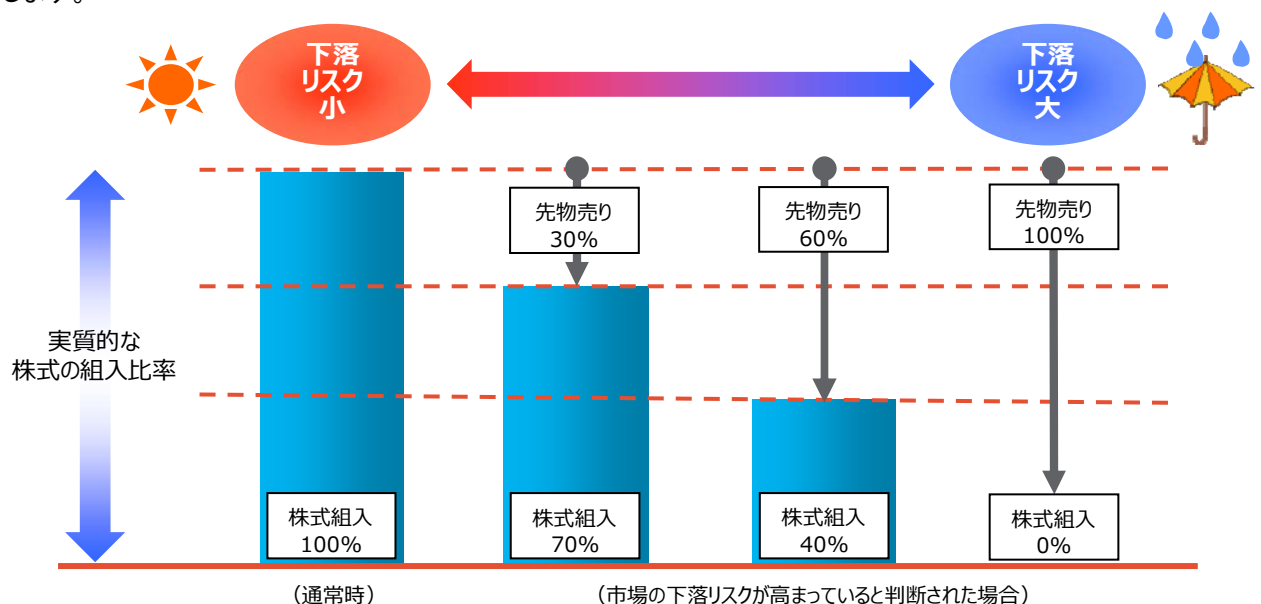 します。
下落
リスク
小
下落
リスク
大
先物売り
30%
先物売り
60%
先物売り
100%
実質的な
株式の組入比率
株式組入
100%
株式組入
70%
株式組入
40%
株式組入
0%
（通常時）
（市場の下落リスクが高まっていると判断された場合）